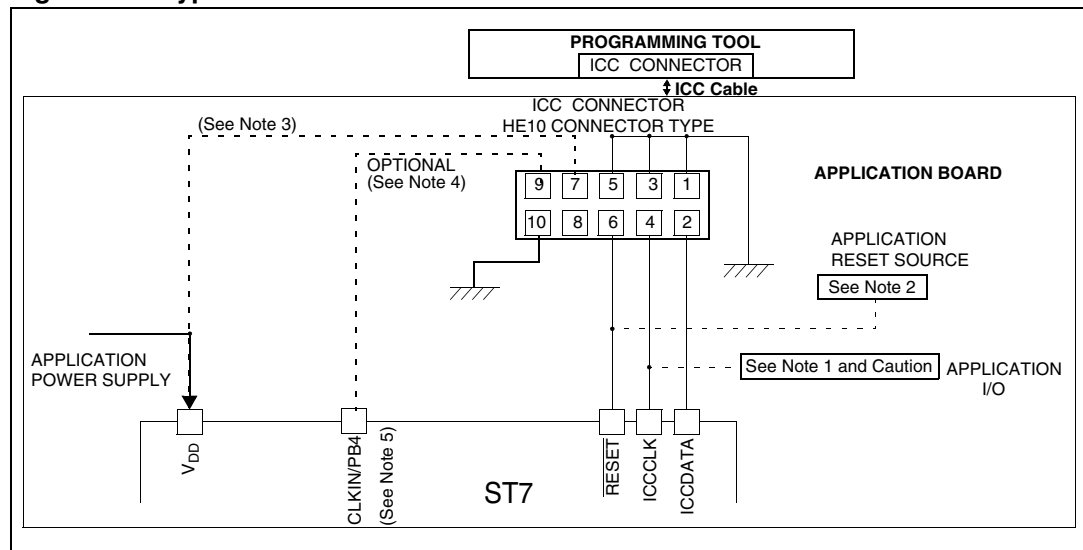 PROGRAMMING TOOL
ICC CONNECTOR
ICC Cable
ICC CONNECTOR
HE10 CONNECTOR TYPE
(See Note 3)
OPTIONAL
(See Note 4)
9 7 5 3 1
10 8 6 4 2
APPLICATION BOARD
APPLICATION
RESET SOURCE
See Note 2
APPLICATION
POWER SUPPLY
See Note 1 and Caution
APPLICATION
I/O
VDD
CLKIN/PB4
(See Note 5)
RESET
ICCCLK
ICCDATA
ST7